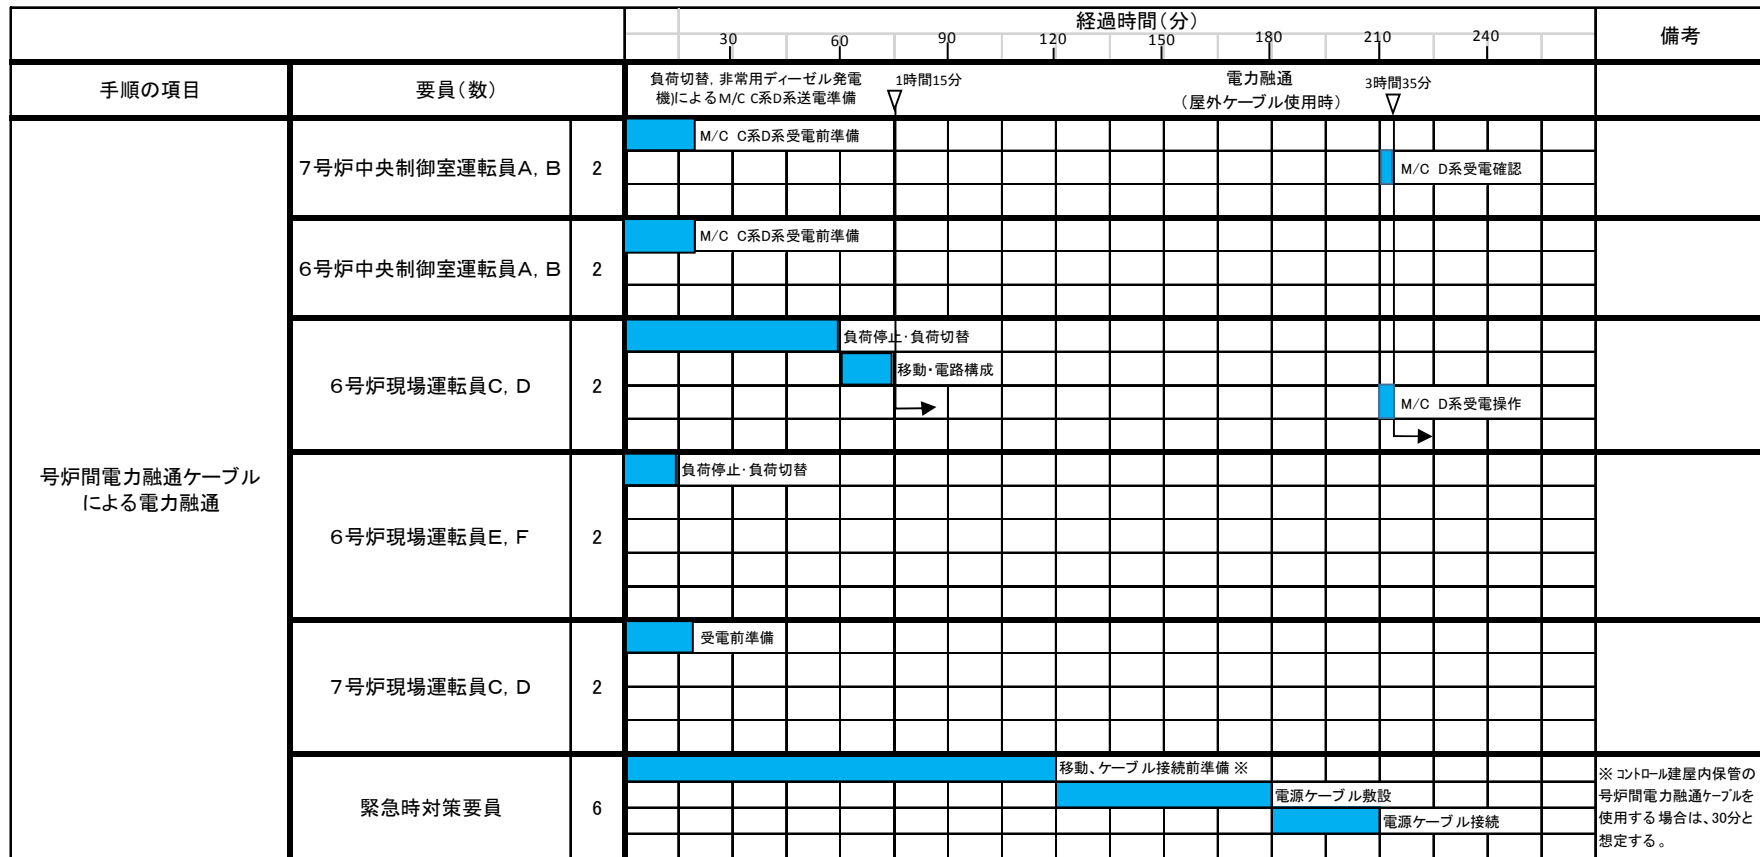 経過時間(分)
備考
30 60 90 120 150 180 210 240
手順の項目
要員(数)
負荷切替, 非常用ディーゼル発電
機)によるM/C C系D系送電準備
1時間15分
電力融通
(屋外ケーブル使用時)
3時間35分
号炉間電力融通ケーブル
による電力融通
7号炉中央制御室運転員A, B
2
M/C C系D系受電前準備
M/C D系受電確認
6号炉中央制御室運転員A, B
2
M/C C系D系受電前準備
6号炉現場運転員C, D
2
負荷停止・負荷切替
移動・電路構成
M/C D系受電操作
6号炉現場運転員E, F
2
負荷停止・負荷切替
7号炉現場運転員C, D
2
受電前準備
緊急時対策要員
6
移動、ケーブル接続前準備 ※
電源ケーブル敷設
電源ケーブル接続
※ コントロール建屋内保管の
号炉間電力融通ケーブルを
使用する場合は、30分と
想定する。